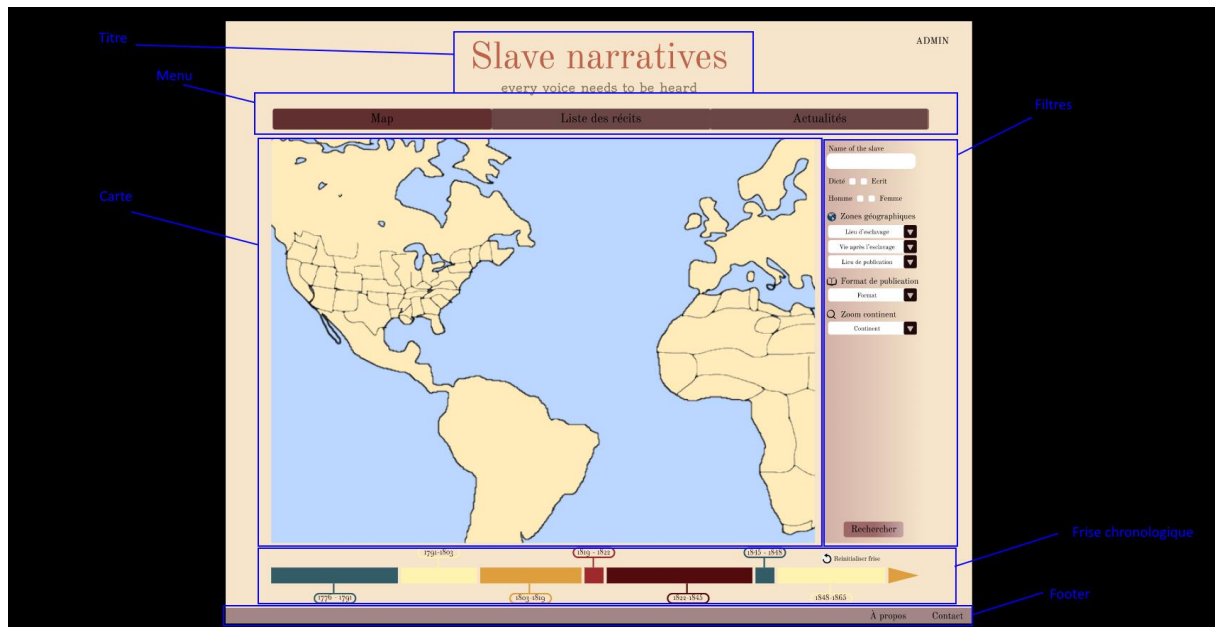 Titre
Slave narratives
ADMIN
every voice needs to be heard
Menu
Map
Liste des récits
Actualités
Filtres
Carte
Name of the slave
Dicté
Ecrit
Homme
Femme
Zones géographiques
Lieu d'esclavage
Vie après l'esclavage
Lieu de publication
Format de publication
Format
Zoom continent
Continent
Rechercher
Frise chronologique
1791-1803
1819 - 1822
1845 - 1848
Réinitialiser frise
1776 - 1791
1803-1819
1822-1845
1848-1865
Footer
À propos
Contact